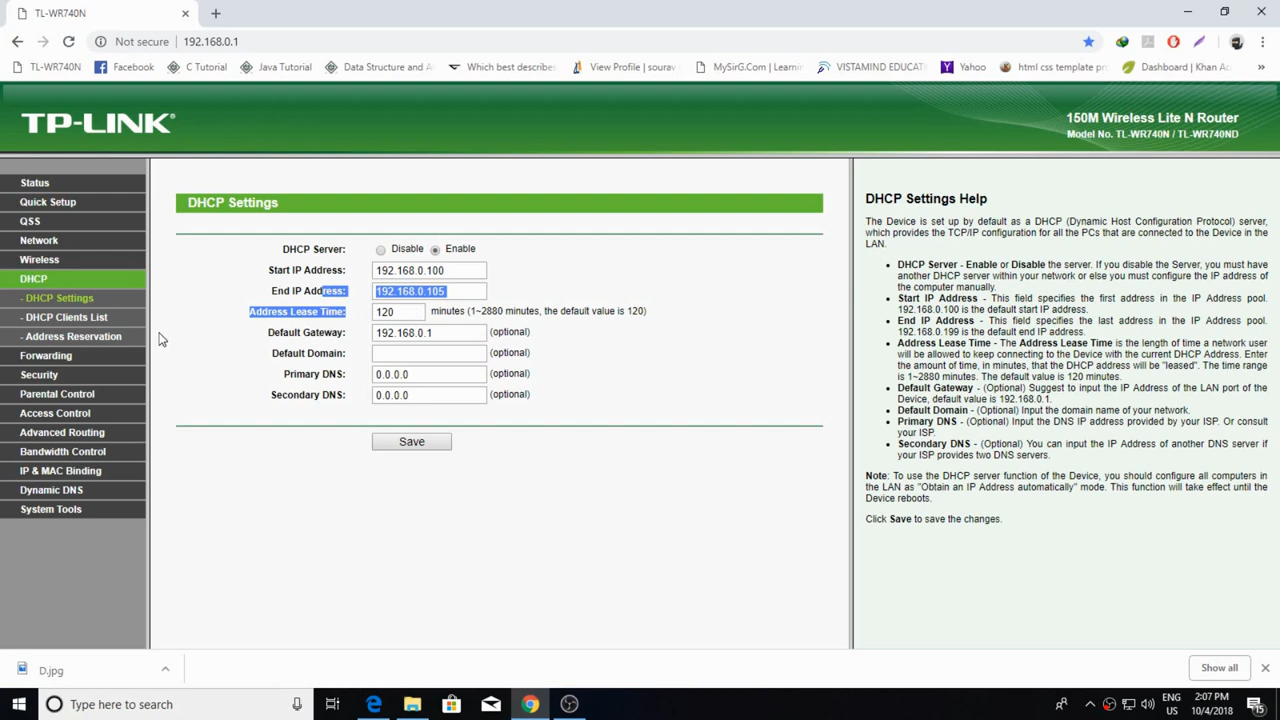 TL-WR740N
Not secure 192.168.0.1
TL-WR740N Facebook C Tutorial Java Tutorial Data Structure and A Which best describes View Profile | sourav MySirG.Com | Learnin VISTAMIND EDUCAT Yahoo html css template pr Dashboard | Khan Ac
TP-LINK
150M Wireless Lite N Router
Model No. TL-WR740N / TL-WR740ND
Status
Quick Setup
QSS
Network
Wireless
DHCP
- DHCP Settings
- DHCP Clients List
- Address Reservation
Forwarding
Security
Parental Control
Access Control
Advanced Routing
Bandwidth Control
IP & MAC Binding
Dynamic DNS
System Tools
DHCP Settings
DHCP Server: Disable Enable
Start IP Address: 192.168.0.100
End IP Address: 192.168.0.105
Address Lease Time: 120 minutes (1~2880 minutes, the default value is 120)
Default Gateway: 192.168.0.1 (optional)
Default Domain: (optional)
Primary DNS: 0.0.0.0 (optional)
Secondary DNS: 0.0.0.0 (optional)
Save
DHCP Settings Help
The Device is set up by default as a DHCP (Dynamic Host Configuration Protocol) server,
which provides the TCP/IP configuration for all the PCs that are connected to the Device in the
LAN.
• DHCP Server - Enable or Disable the server. If you disable the Server, you must have
another DHCP server within your network or else you must configure the IP address of
the computer manually.
• Start IP Address - This field specifies the first address in the IP Address pool.
192.168.0.100 is the default start IP address.
• End IP Address - This field specifies the last address in the IP Address pool.
192.168.0.199 is the default end IP address.
• Address Lease Time - The Address Lease Time is the length of time a network user
will be allowed to keep connecting to the Device with the current DHCP Address. Enter
the amount of time, in minutes, that the DHCP address will be "leased". The time range
is 1~2880 minutes. The default value is 120 minutes.
• Default Gateway - (Optional) Suggest to input the IP Address of the LAN port of the
Device, default value is 192.168.0.1.
• Default Domain - (Optional) Input the domain name of your network.
• Primary DNS - (Optional) Input the DNS IP address provided by your ISP. Or consult
your ISP.
• Secondary DNS - (Optional) You can input the IP Address of another DNS server if
your ISP provides two DNS servers.
Note: To use the DHCP server function of the Device, you should configure all computers in
the LAN as "Obtain an IP Address automatically" mode. This function will take effect until the
Device reboots.
Click Save to save the changes.
D.jpg
Show all
Type here to search
ENG
US
2:07 PM
10/4/2018
15